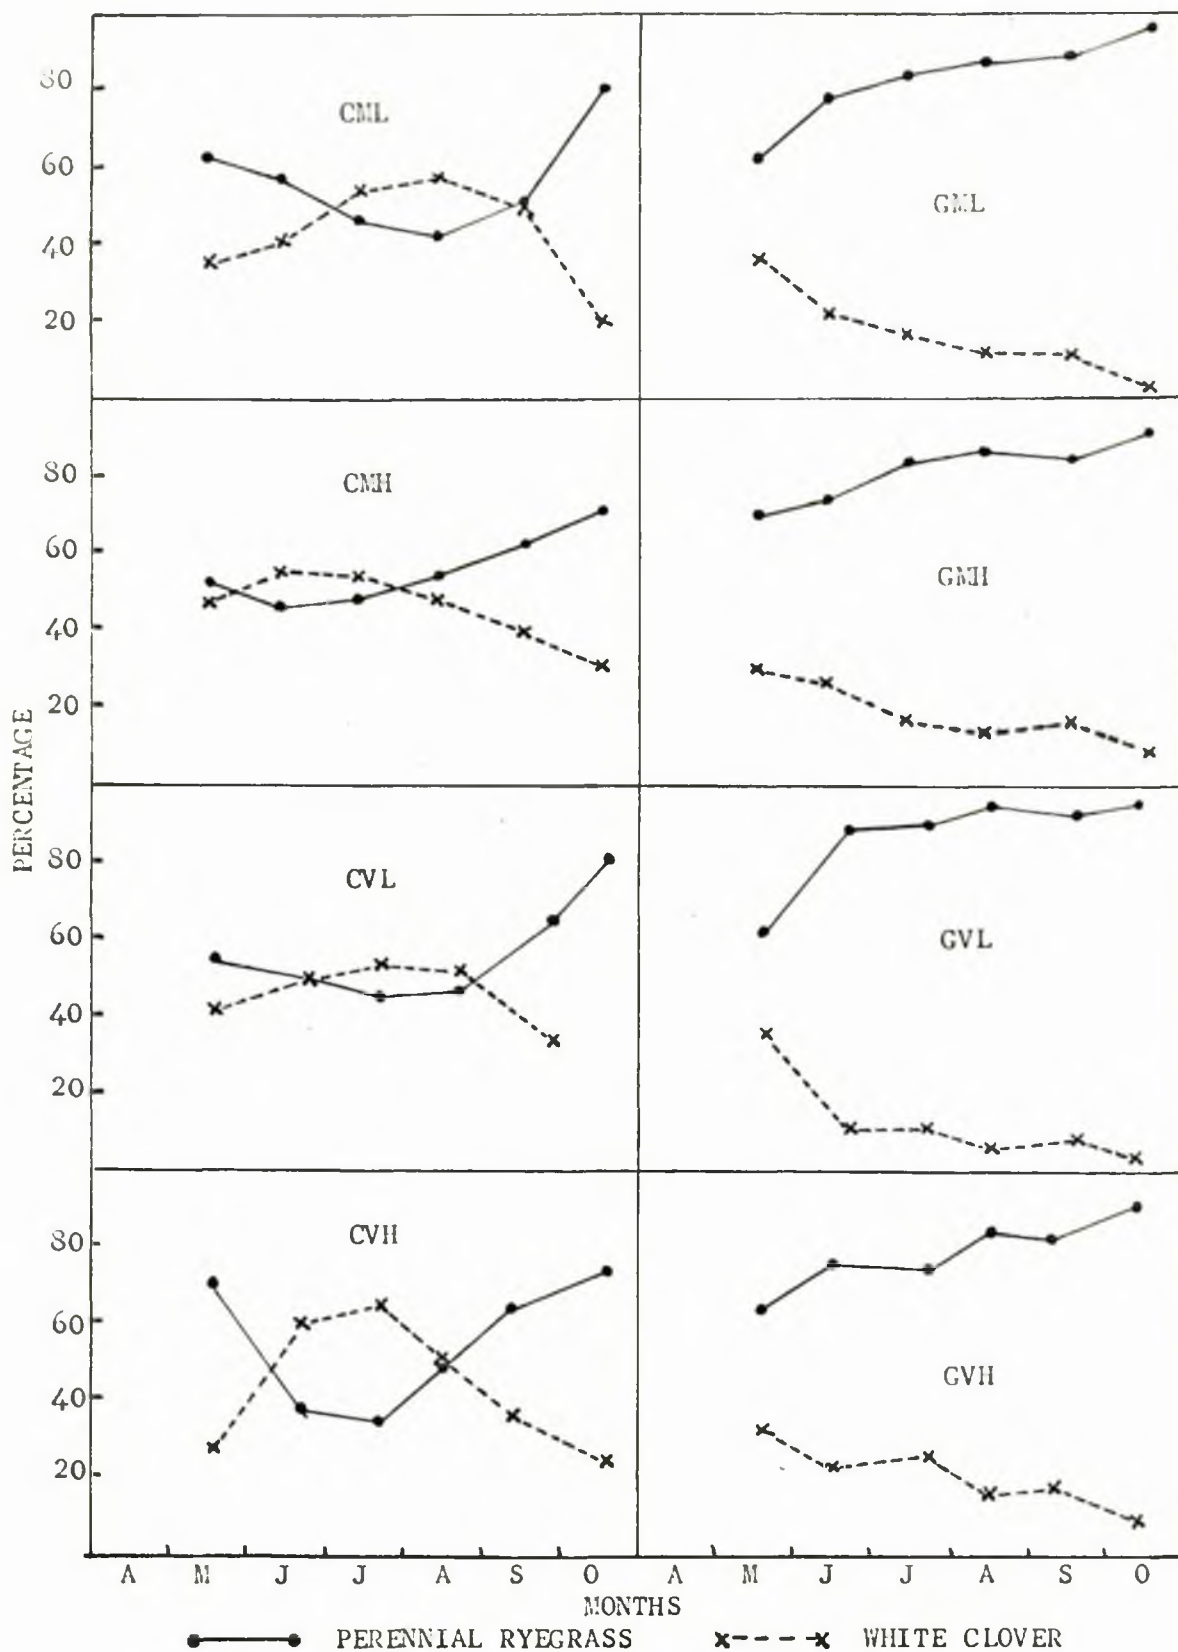 80
CML
60
GML
40
20
80
CMH
60
GMH
40
20
PERCENTAGE
80
CVL
60
GVL
40
20
CVH
80
60
GVH
40
20
A M J J A S O A M J J A S O
MONTHS
PERENNIAL RYEGRASS WHITE CLOVER